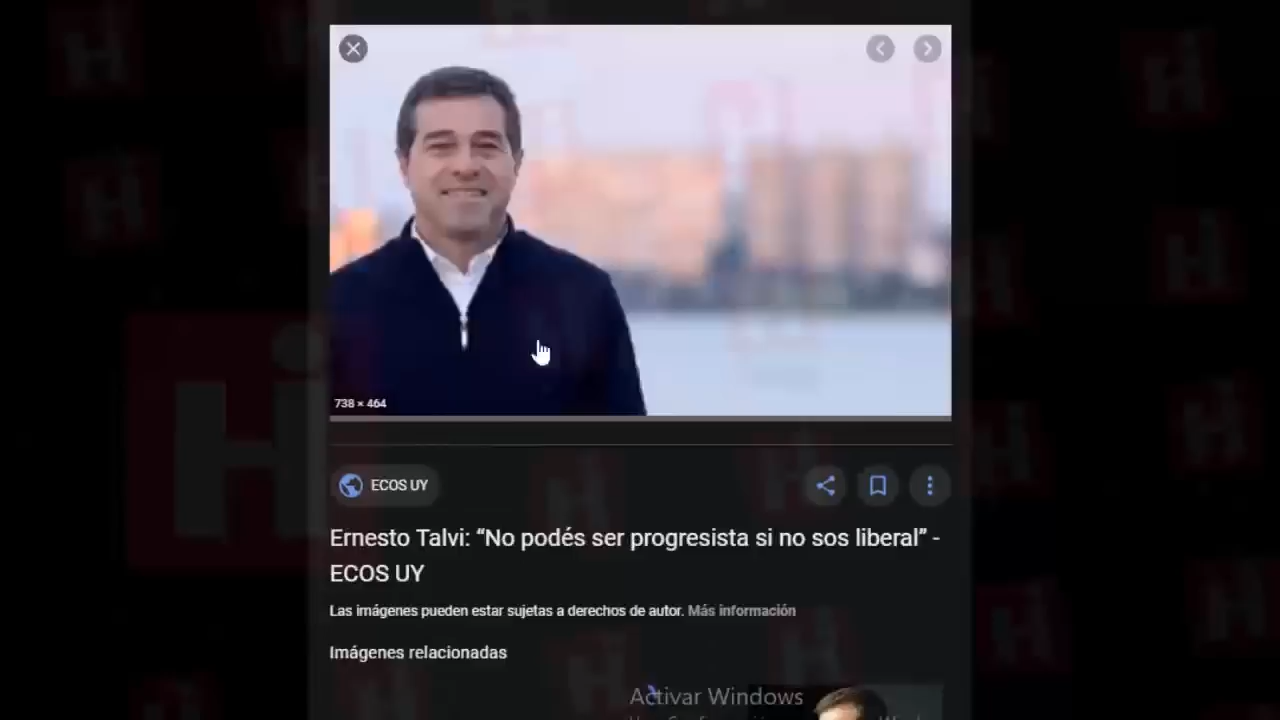 738 × 464
ECOS UY
Ernesto Talvi: “No podés ser progresista si no sos liberal” -
ECOS UY
Las imágenes pueden estar sujetas a derechos de autor. Más información
Imágenes relacionadas
Activar Windows